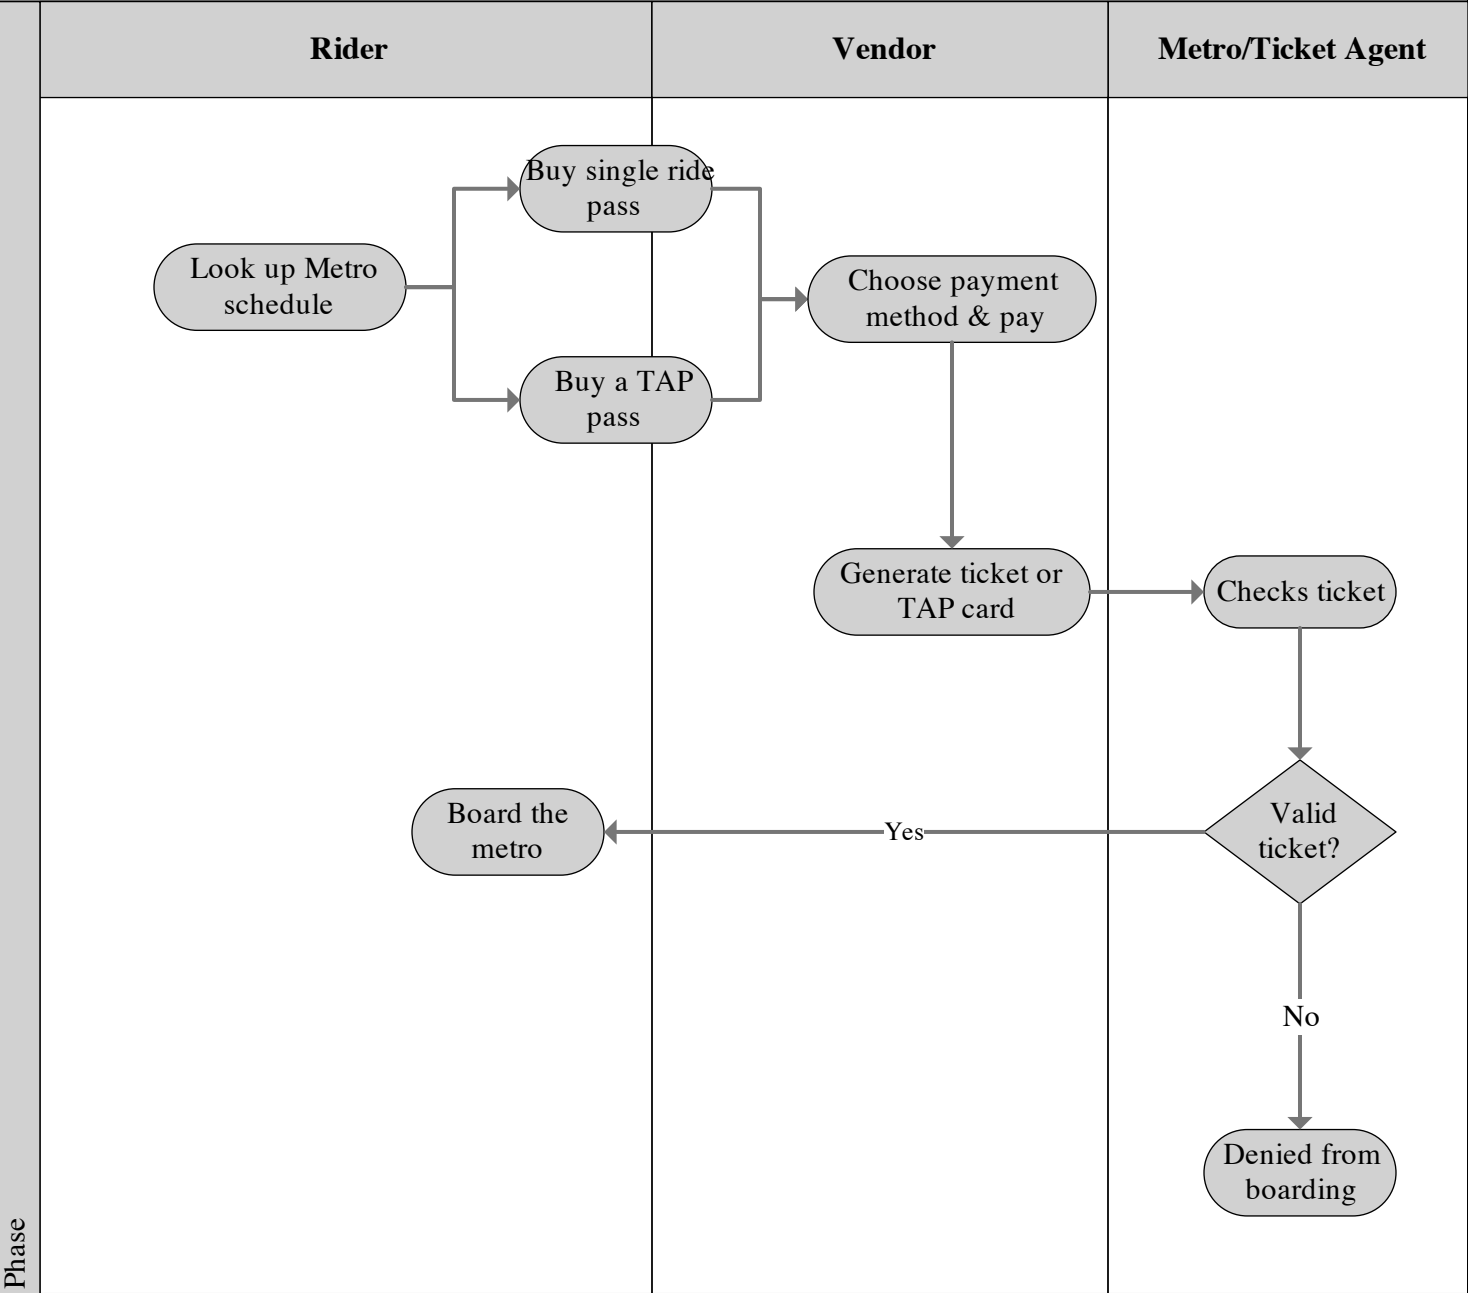 Rider
Vendor
Metro/Ticket Agent
Buy single ride
pass
Look up Metro
schedule
Choose payment
method & pay
Buy a TAP
pass
Generate ticket or
TAP card
Checks ticket
Valid
ticket?
Yes
Board the
metro
No
Denied from
boarding
Phase